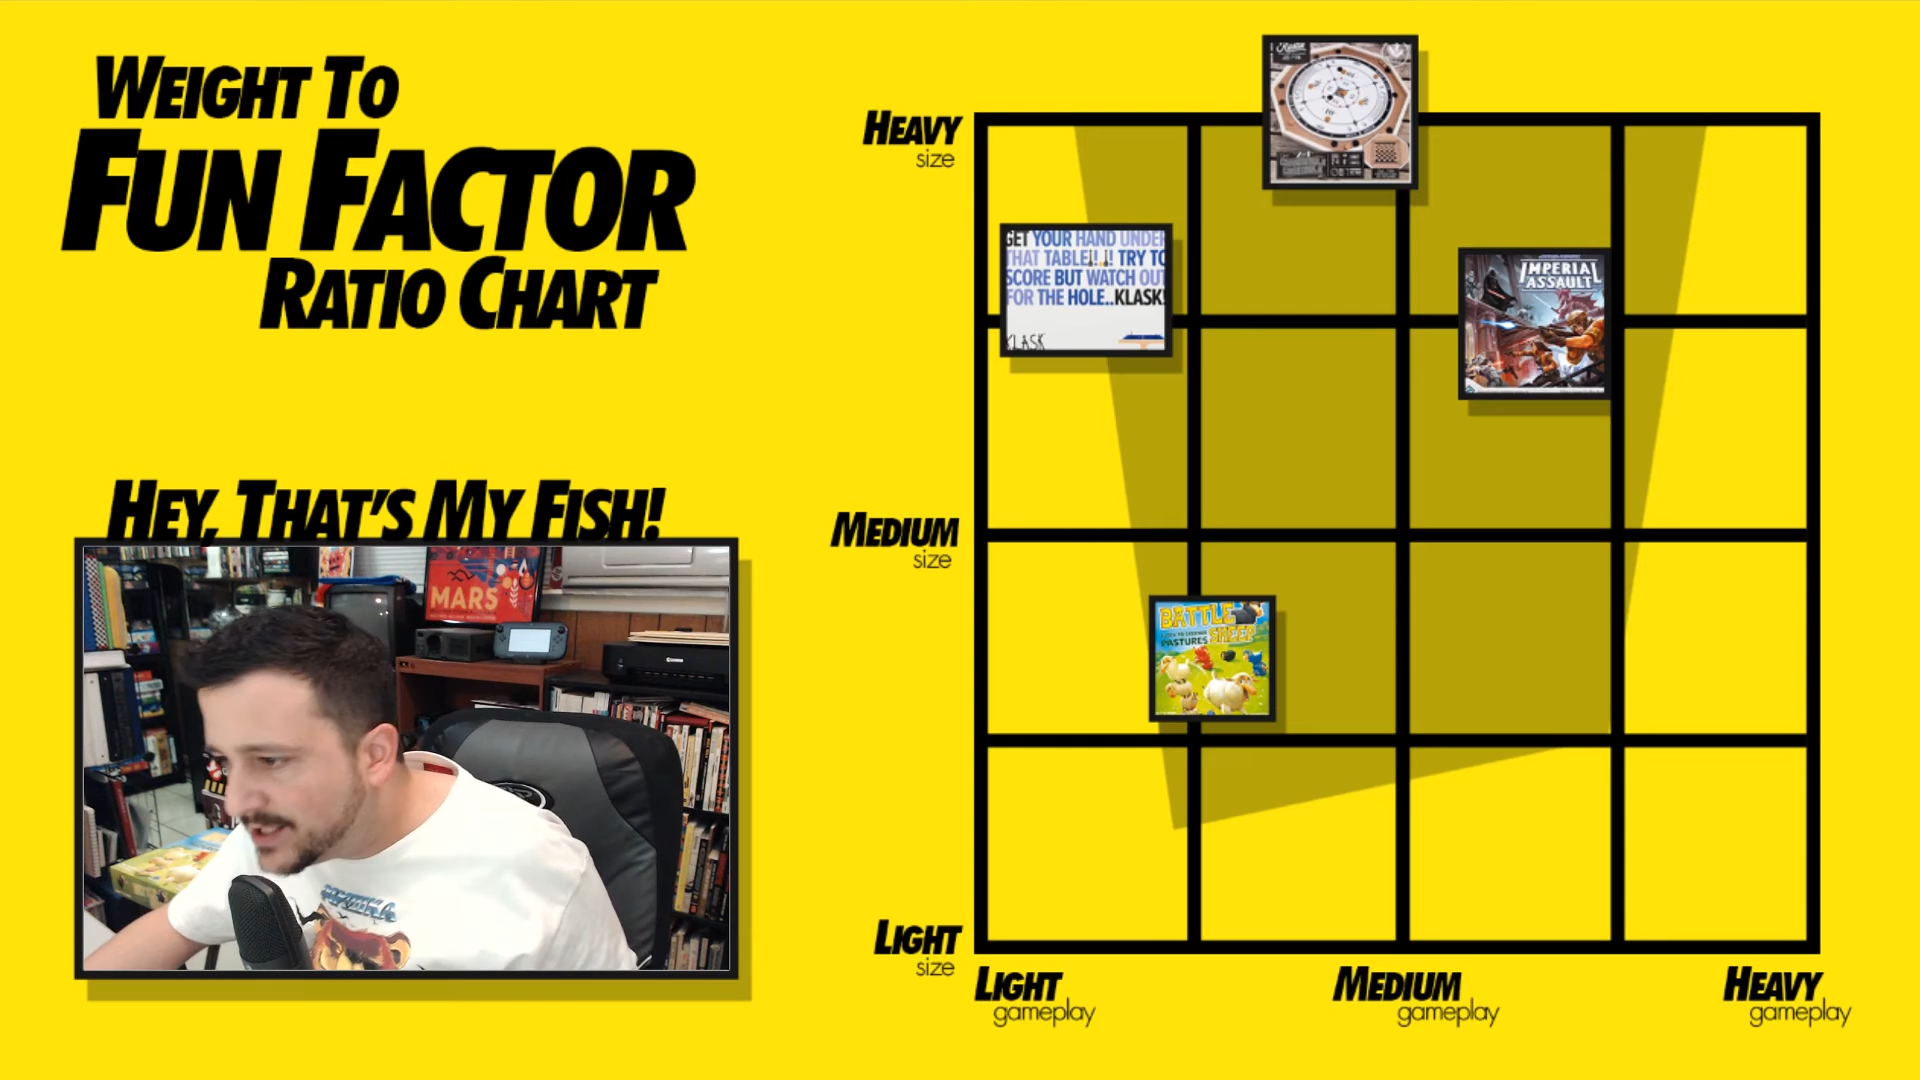 WEIGHT TO
FUN FACTOR
RATIO CHART
HEY, THAT'S MY FISH!
MARS
HEAVY
size
GET YOUR HAND UNDER
THAT TABLE!! TRY TO
SCORE BUT WATCH OUT
FOR THE HOLE..KLASK!
KLASK
IMPERIAL
ASSAULT
MEDIUM
size
BATTLE
SHEEP
PASTURES
LIGHT
size
LIGHT
gameplay
MEDIUM
gameplay
HEAVY
gameplay